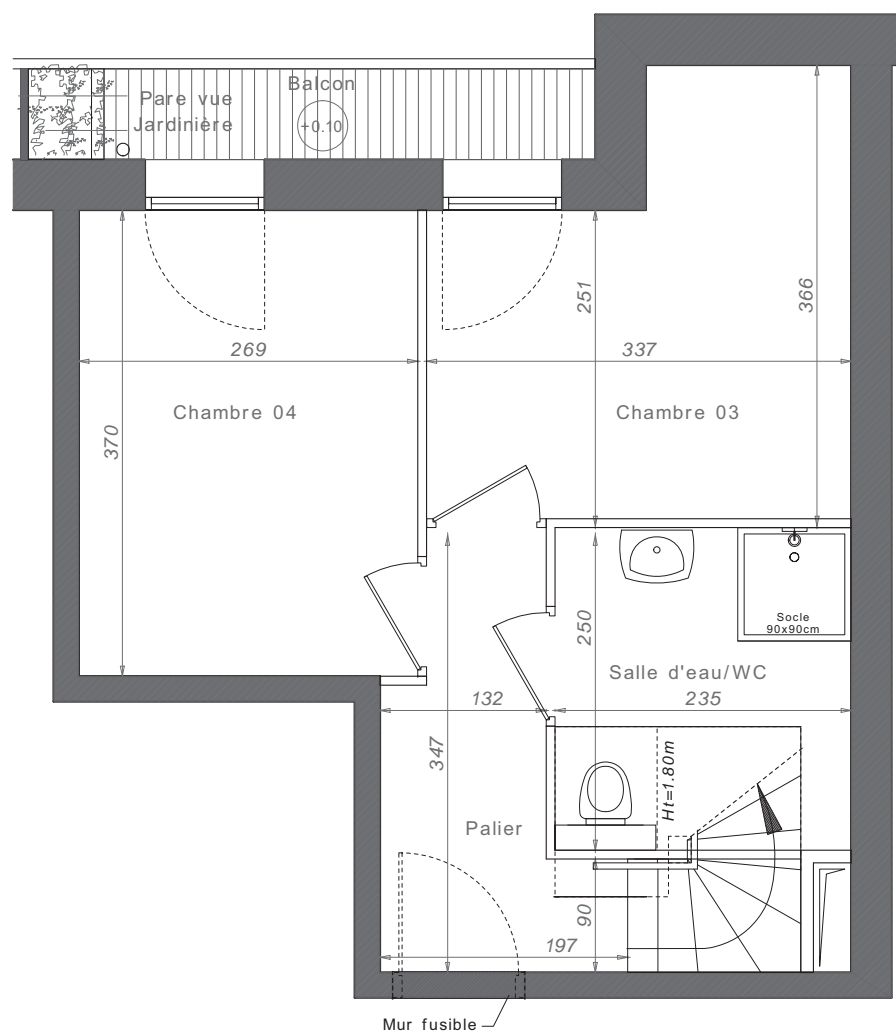 Balcon
Pare vue
Jardinière
+0.10
251
366
269
337
Chambre 04
Chambre 03
370
Socle
90x90cm
250
Salle d'eau/WC
132
235
347
Ht=1.80m
Palier
90
197
Mur fusible